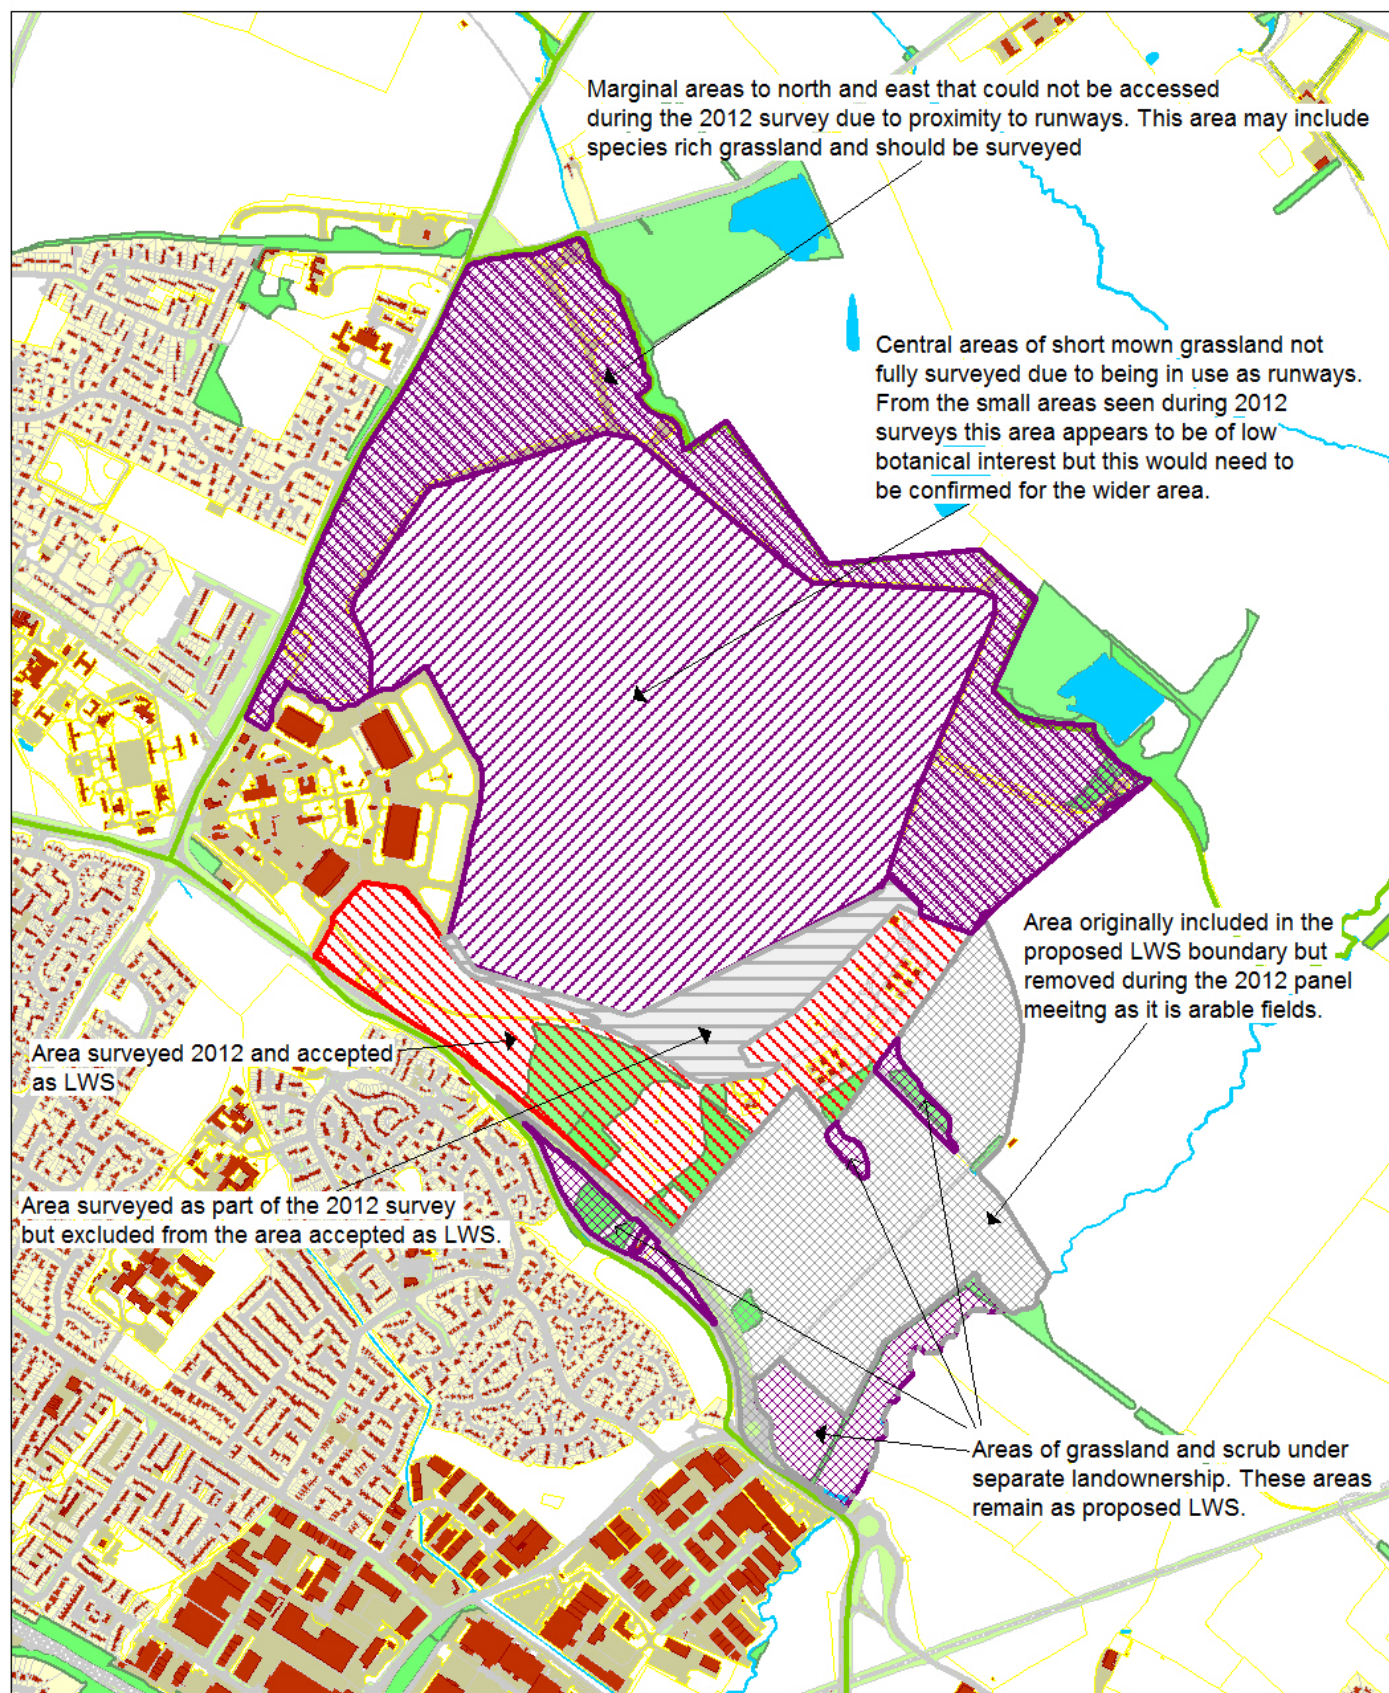 Marginal areas to north and east that could not be accessed
during the 2012 survey due to proximity to runways. This area may include
species rich grassland and should be surveyed
Central areas of short mown grassland not
fully surveyed due to being in use as runways.
From the small areas seen during 2012
surveys this area appears to be of low
botanical interest but this would need to
be confirmed for the wider area.
Area originally included in the
proposed LWS boundary but
removed during the 2012 panel
meeitng as it is arable fields.
Area surveyed 2012 and accepted
as LWS
Area surveyed as part of the 2012 survey
but excluded from the area accepted as LWS.
Areas of grassland and scrub under
separate landownership. These areas
remain as proposed LWS.